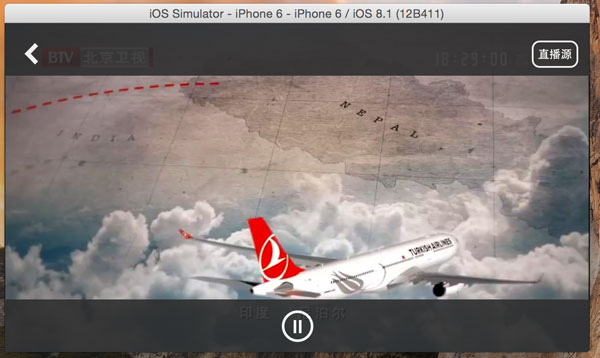 iOS Simulator - iPhone 6 - iPhone 6 / iOS 8.1 (12B411)
BTV 北京卫视
18:29:00
直播源
NEPAL
INDIA
TURKISH AIRLINES
印度
泊尔